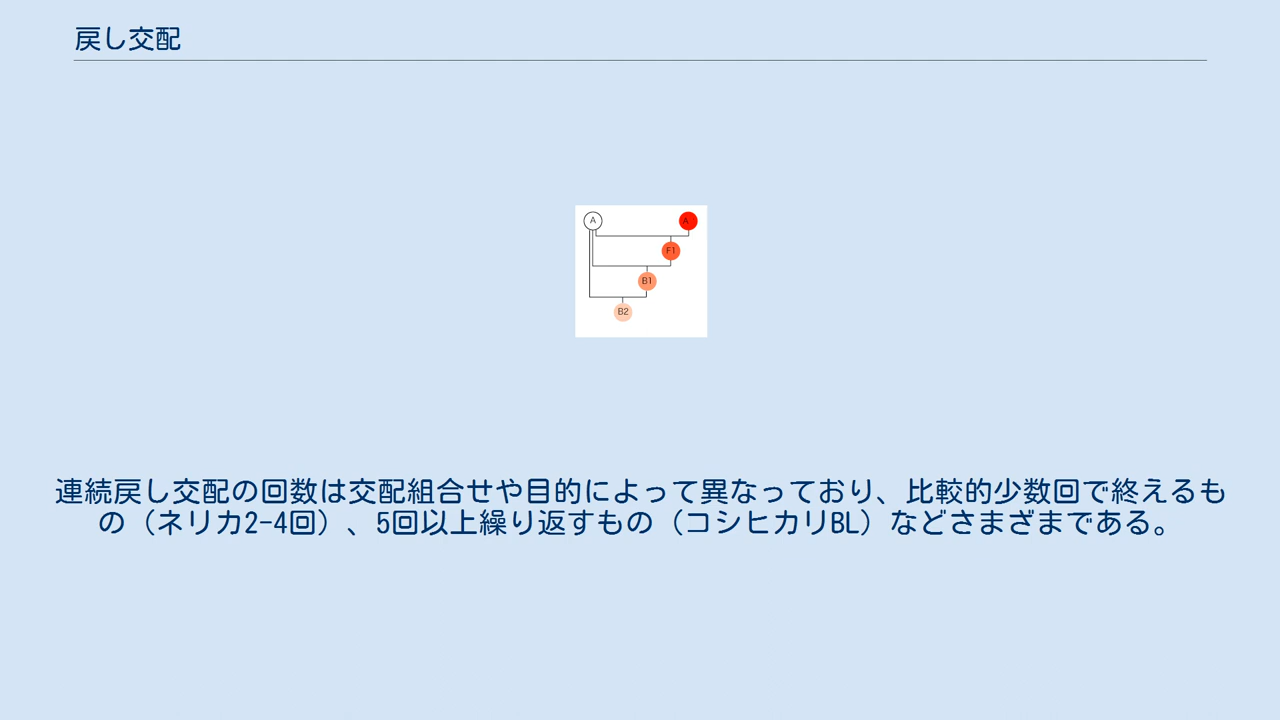 戻し交配
A
A
F1
B1
B2
連続戻し交配の回数は交配組合せや目的によって異なっており、比較的少数回で終えるも
の（ネリカ2-4回）、5回以上繰り返すもの（コシヒカリBL）などさまざまである。